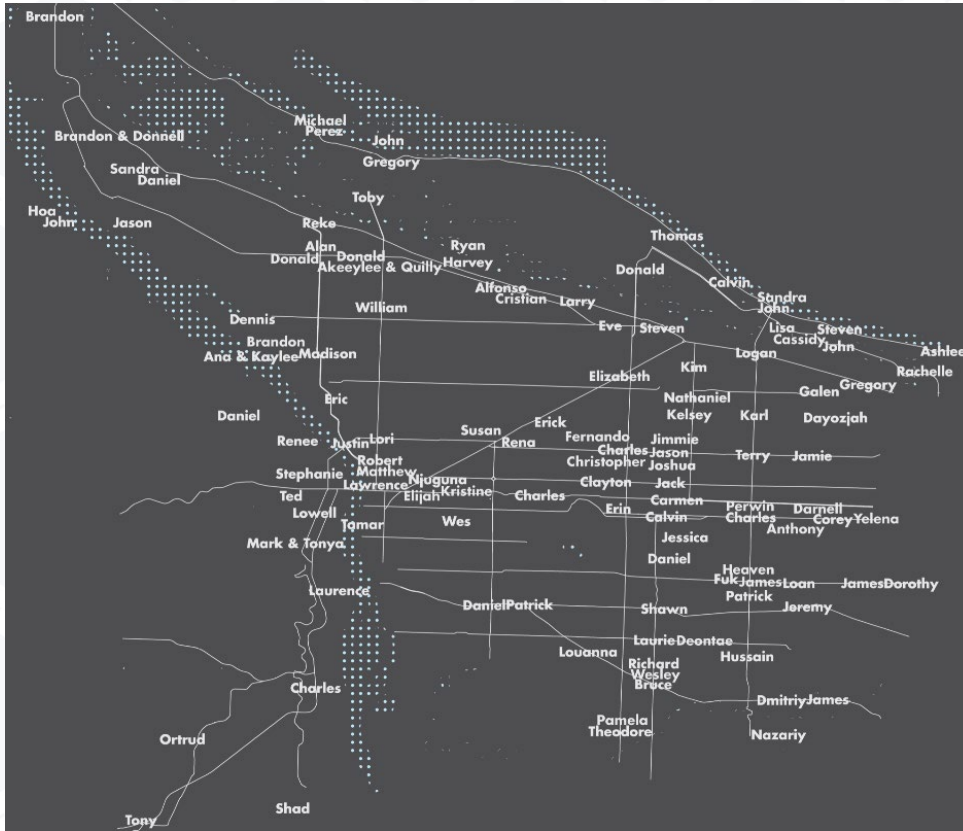 Brandon
Michael
Perez
Brandon & Donnell
John
Gregory
Sandra
Daniel
Toby
Hoa
John
Jason
Reke
Thomas
Alan
Donald
Donald
Ryan
Akeeylee & Quilly
Harvey
Donald
Calvin
Alfonso
Cristian
Larry
Sandra
John
William
Dennis
Eve
Steven
Lisa
Steven
Cassidy
John
Brandon
Ana & Kaylee
Madison
Logan
Ashlee
Kim
Rachelle
Elizabeth
Gregory
Galen
Eric
Nathaniel
Daniel
Kelsey
Karl
Dayozjah
Erick
Susan
Rena
Renee
Justin
Lori
Fernando
Jimmie
Charles
Jason
Terry
Jamie
Robert
Christopher
Joshua
Matthew
Stephanie
Lawrence
Njuguna
Clayton
Jack
Ted
Elijah
Kristine
Charles
Carmen
Lowell
Erin
Perwin
Darnell
Tamar
Wes
Calvin
Charles
Corey
Yelena
Anthony
Mark & Tonya
Jessica
Daniel
Heaven
Laurence
Fuk
James
Loan
James
Dorothy
Patrick
Daniel
Patrick
Shawn
Jeremy
Laurie
Deontae
Louanna
Hussain
Richard
Wesley
Bruce
Charles
Dmitriy
James
Pamela
Theodore
Nazariy
Ortrud
Shad
Tony